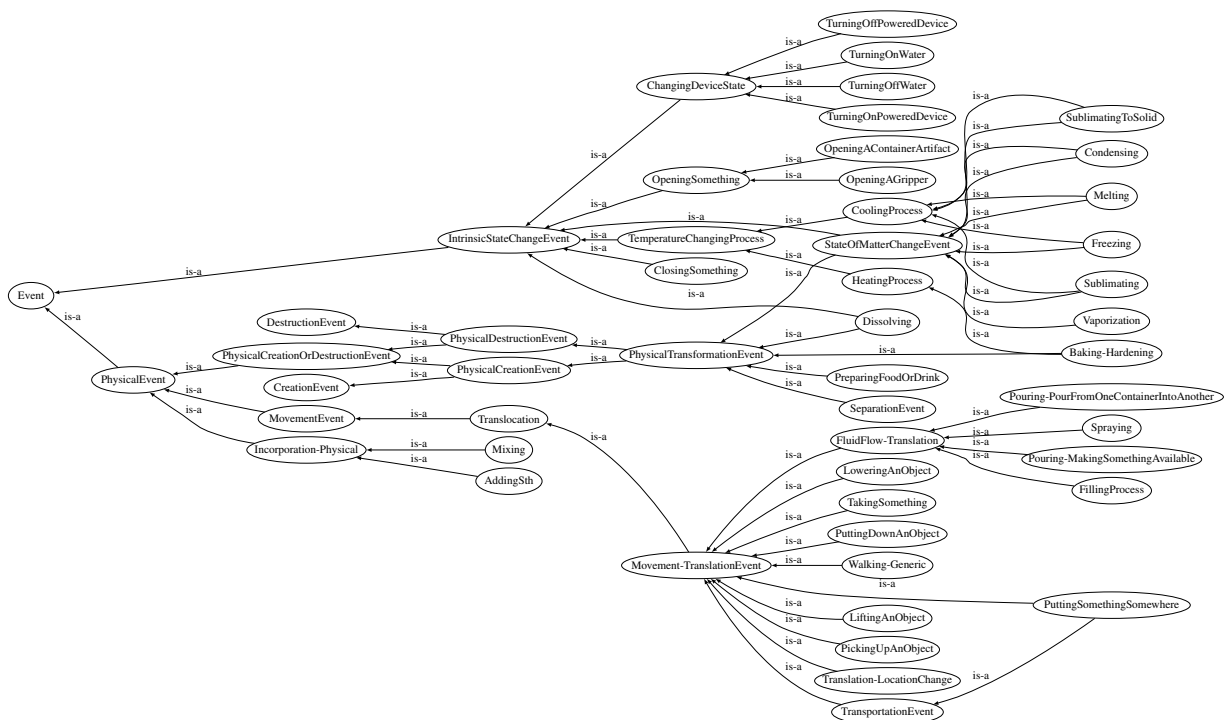 TurningOffPoweredDevice
is-a
TurningOnWater
is-a
ChangingDeviceState
is-a
TurningOffWater
is-a
TurningOnPoweredDevice
is-a
SublimatingToSolid
is-a
is-a
OpeningAContainerArtifact
is-a
is-a
Condensing
is-a
OpeningSomething
is-a
OpeningAGripper
is-a
is-a
CoolingProcess
is-a
Melting
is-a
is-a
IntrinsicStateChangeEvent
is-a
TemperatureChangingProcess
is-a
StateOfMatterChangeEvent
is-a
Freezing
is-a
is-a
ClosingSomething
is-a
is-a
is-a
HeatingProcess
is-a
Sublimating
is-a
Event
is-a
Dissolving
is-a
Vaporization
DestructionEvent
is-a
PhysicalDestructionEvent
is-a
is-a
PhysicalCreationOrDestructionEvent
is-a
is-a
PhysicalTransformationEvent
is-a
is-a
Baking-Hardening
is-a
PhysicalEvent
is-a
CreationEvent
is-a
PhysicalCreationEvent
is-a
is-a
PreparingFoodOrDrink
is-a
SeparationEvent
Pouring-PourFromOneContainerIntoAnother
is-a
MovementEvent
is-a
Translocation
is-a
is-a
FluidFlow-Translation
is-a
Spraying
is-a
Incorporation-Physical
is-a
Mixing
is-a
Pouring-MakingSomethingAvailable
is-a
AddingSth
is-a
LoweringAnObject
is-a
FillingProcess
is-a
TakingSomething
is-a
PuttingDownAnObject
is-a
Movement-TranslationEvent
is-a
Walking-Generic
is-a
PuttingSomethingSomewhere
is-a
LiftingAnObject
is-a
PickingUpAnObject
is-a
Translation-LocationChange
is-a
is-a
TransportationEvent